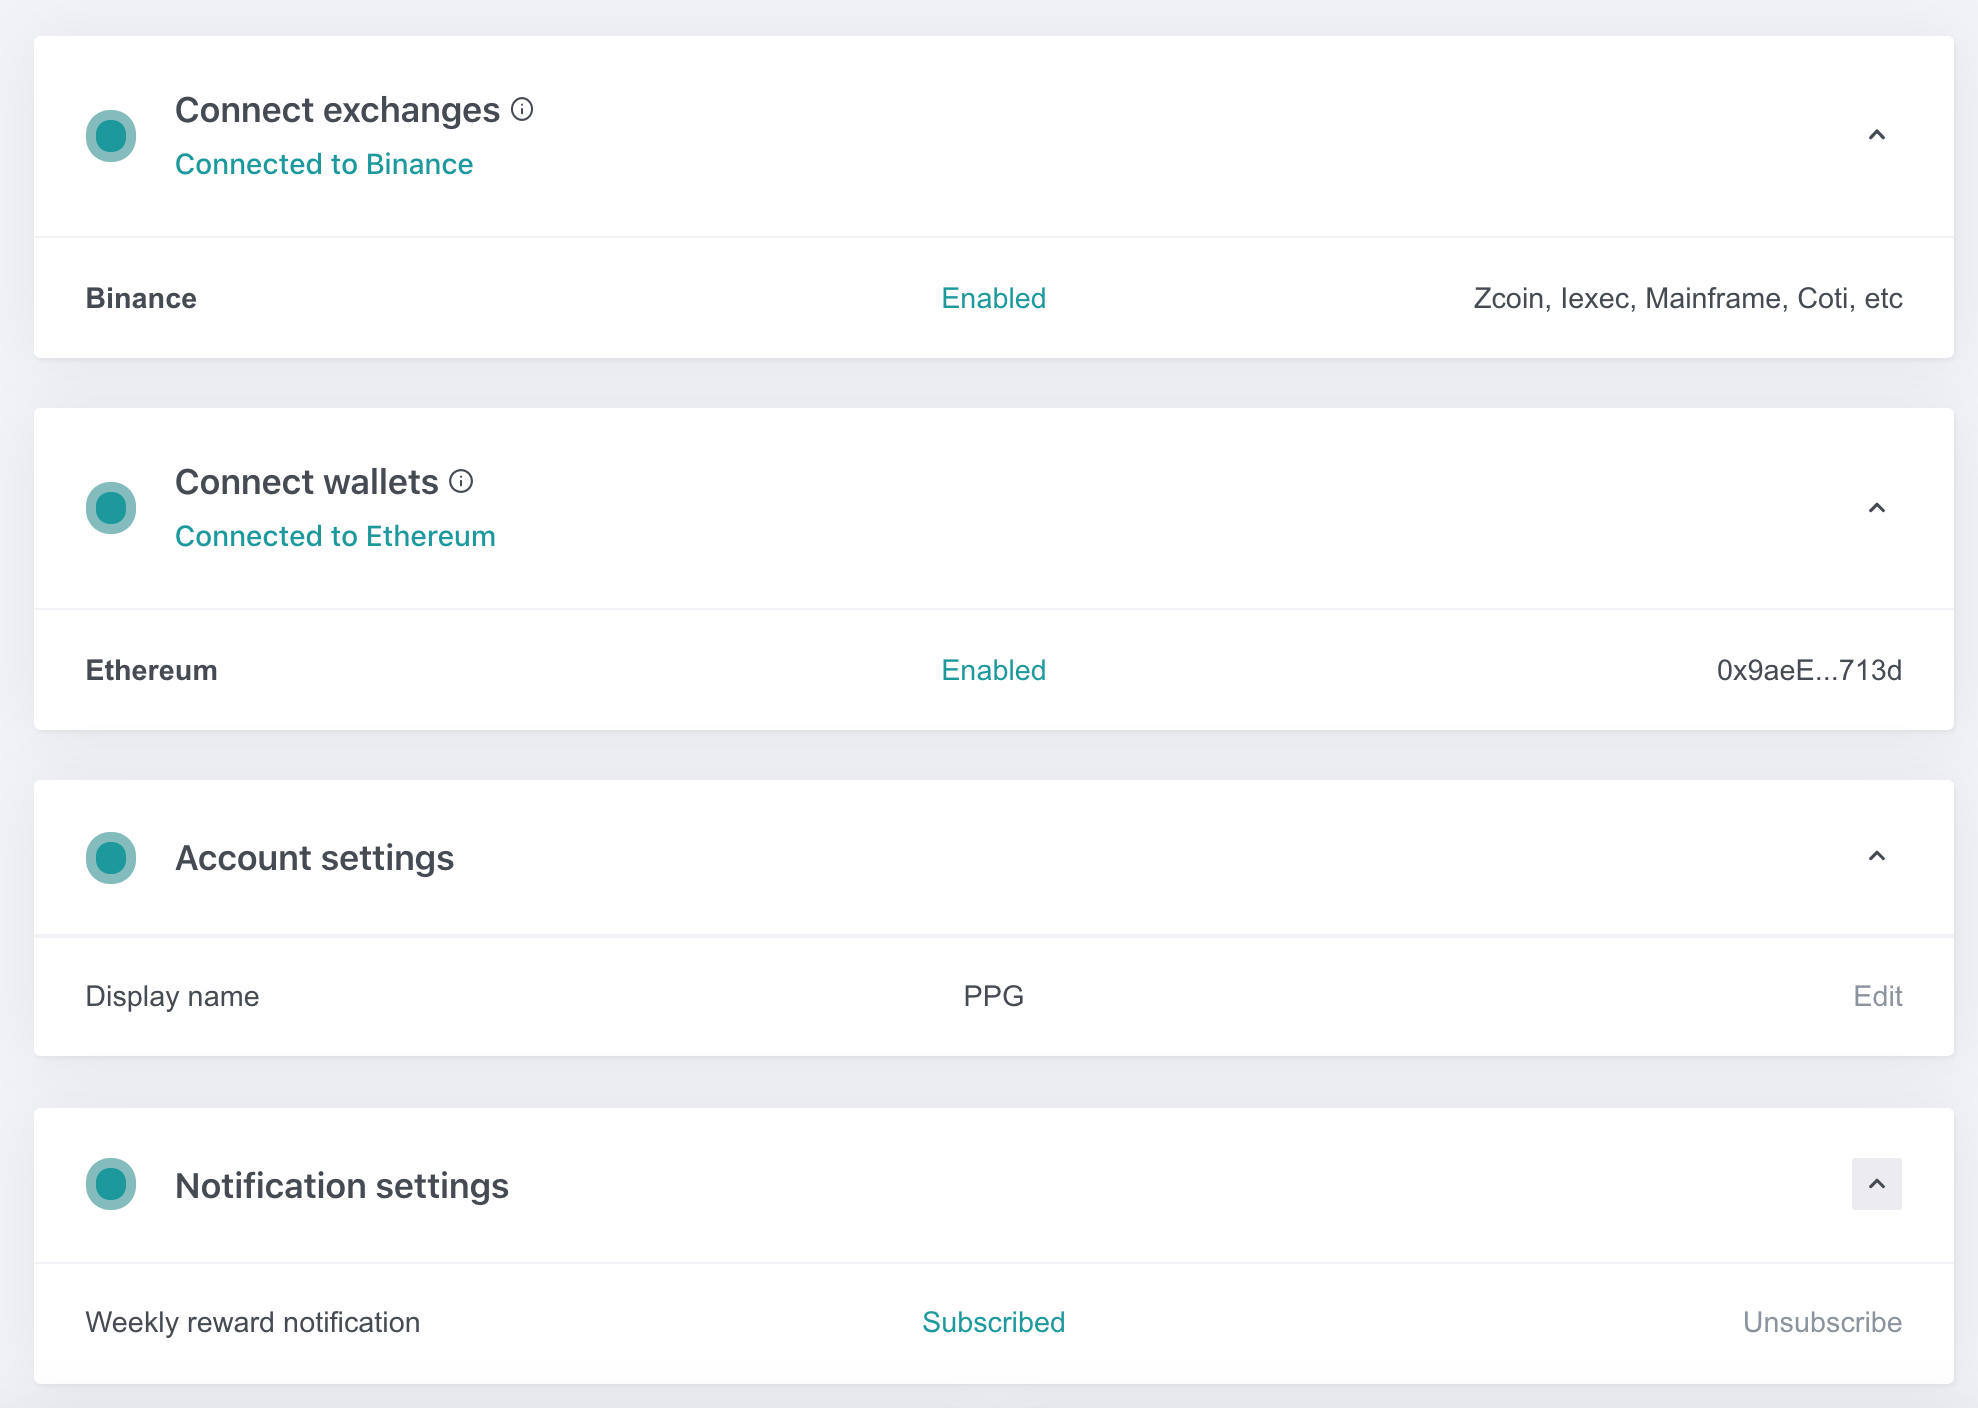 Connect exchanges
Connected to Binance
Binance Enabled Zcoin, Iexec, Mainframe, Coti, etc
Connect wallets
Connected to Ethereum
Ethereum Enabled 0x9aeE...713d
Account settings
Display name PPG Edit
Notification settings
Weekly reward notification Subscribed Unsubscribe